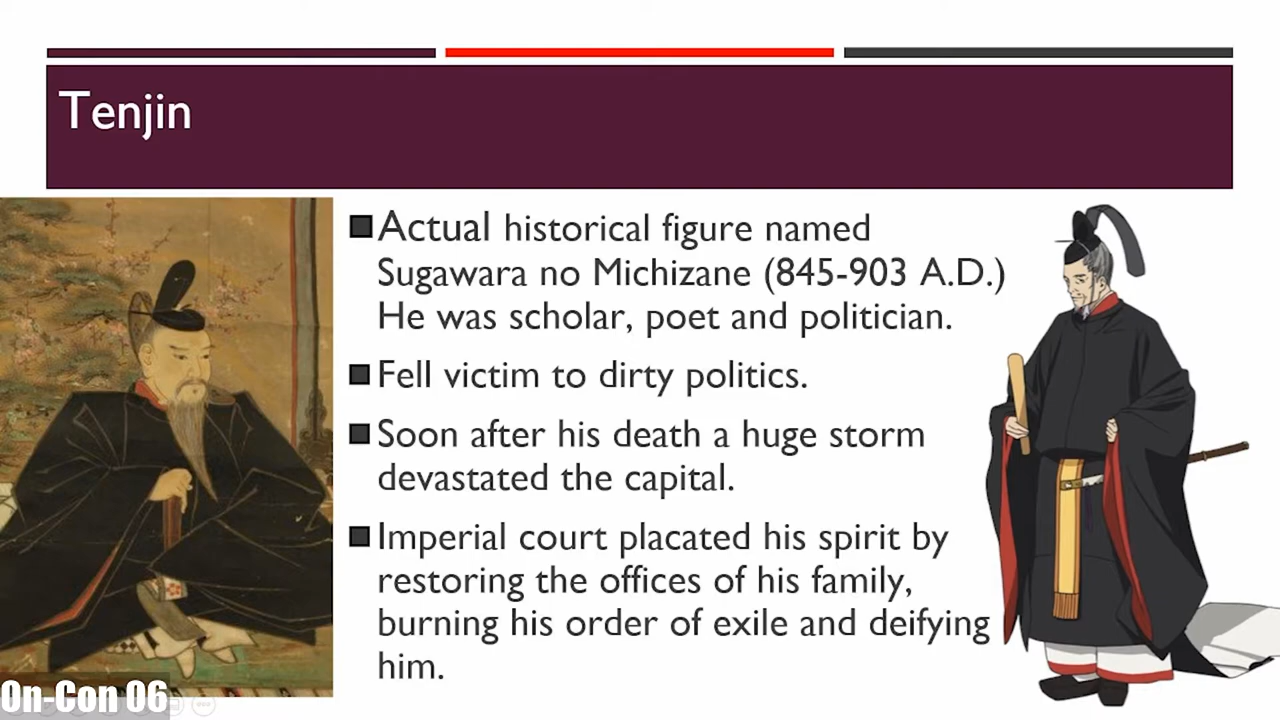 Tenjin
Actual historical figure named
Sugawara no Michizane (845-903 A.D.)
He was scholar, poet and politician.
Fell victim to dirty politics.
Soon after his death a huge storm
devastated the capital.
Imperial court placated his spirit by
restoring the offices of his family,
burning his order of exile and deifying
him.
On-Con 06